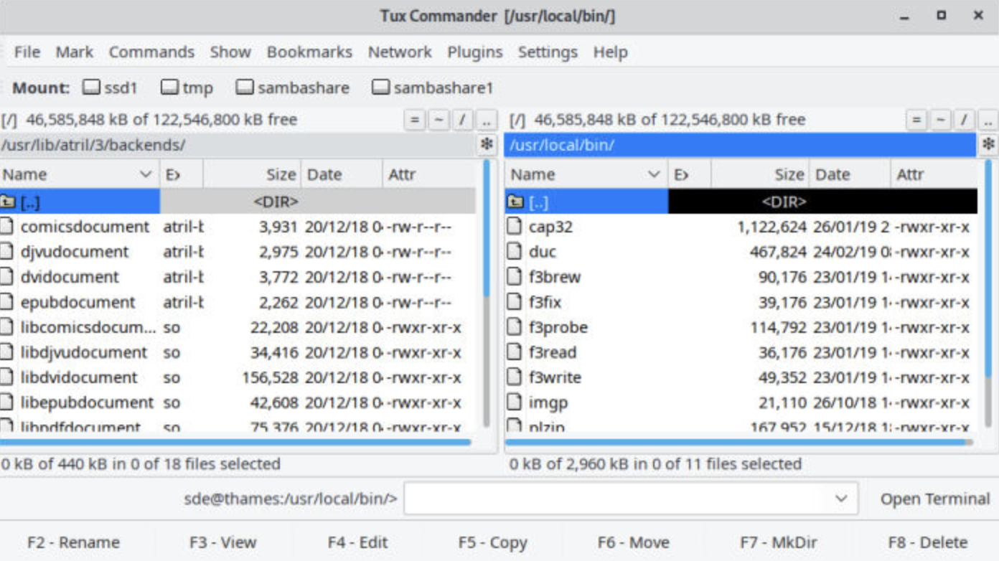 Tux Commander [/usr/local/bin/]
File Mark Commands Show Bookmarks Network Plugins Settings Help
Mount: ssd1 tmp sambashare sambashare1
[/] 46,585,848 kB of 122,546,800 kB free = ~ / ..
/usr/lib/atril/3/backends/ ✻
Name E› Size Date Attr
[..] <DIR>
comicsdocument atril-b 3,931 20/12/18 0 -rw-r--r--
djvudocument atril-b 2,975 20/12/18 0 -rw-r--r--
dvidocument atril-b 3,772 20/12/18 0 -rw-r--r--
epubdocument atril-b 2,262 20/12/18 0 -rw-r--r--
libcomicsdocum... so 22,208 20/12/18 0 -rwxr-xr-x
libdjvudocument so 34,416 20/12/18 0 -rwxr-xr-x
libdvidocument so 156,528 20/12/18 0 -rwxr-xr-x
libepubdocument so 42,608 20/12/18 0 -rwxr-xr-x
libpdfdocument so 75,376 20/12/18 0 -rwxr-xr-x
0 kB of 440 kB in 0 of 18 files selected
[/] 46,585,848 kB of 122,546,800 kB free = ~ / ..
/usr/local/bin/ ✻
Name E› Size Date Attr
[..] <DIR>
cap32 1,122,624 26/01/19 2 -rwxr-xr-x
duc 467,824 24/02/19 0 -rwxr-xr-x
f3brew 90,176 23/01/19 1 -rwxr-xr-x
f3fix 39,176 23/01/19 1 -rwxr-xr-x
f3probe 114,792 23/01/19 1 -rwxr-xr-x
f3read 36,176 23/01/19 1 -rwxr-xr-x
f3write 49,352 23/01/19 1 -rwxr-xr-x
imgp 21,110 26/10/18 1 -rwxr-xr-x
plzip 167,952 15/12/18 1 -rwxr-xr-x
0 kB of 2,960 kB in 0 of 11 files selected
sde@thames:/usr/local/bin/> Open Terminal
F2 - Rename F3 - View F4 - Edit F5 - Copy F6 - Move F7 - MkDir F8 - Delete